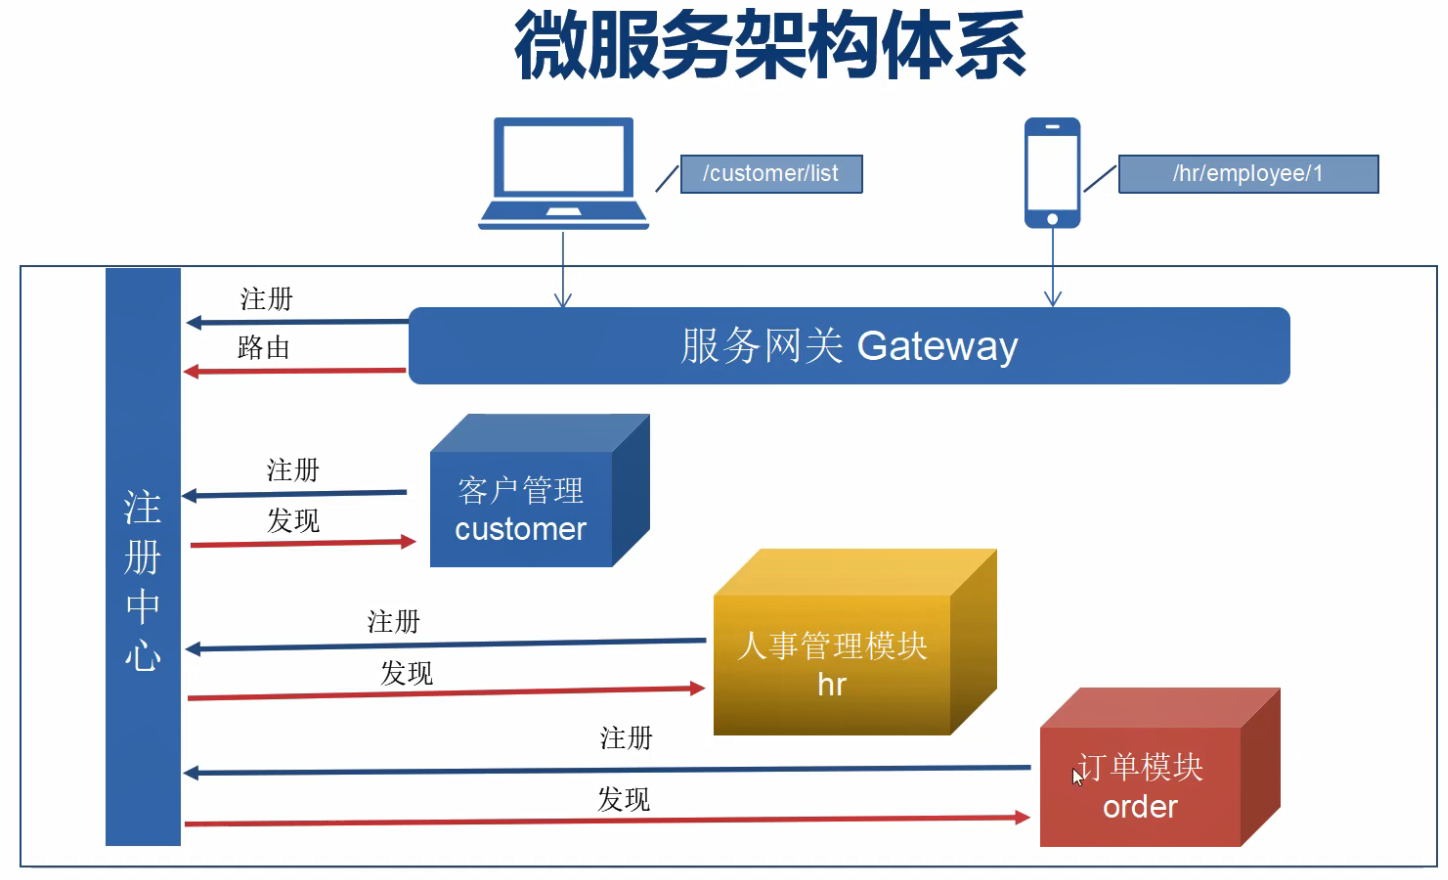 微服务架构体系
/customer/list
/hr/employee/1
注册
路由
服务网关 Gateway
注册
发现
客户管理
customer
注册中心
注册
发现
人事管理模块
hr
注册
发现
订单模块
order